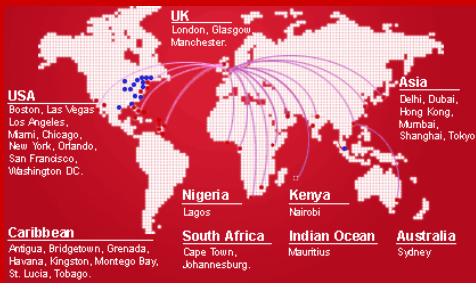 UK
London, Glasgow
Manchester.
USA
Boston, Las Vegas
Los Angeles,
Miami, Chicago,
New York, Orlando,
San Francisco,
Washington DC.
Asia
Delhi, Dubai,
Hong Kong,
Mumbai,
Shanghai, Tokyo
Nigeria
Lagos
Kenya
Nairobi
Caribbean
Antigua, Bridgetown, Grenada,
Havana, Kingston, Montego Bay,
St. Lucia, Tobago.
South Africa
Cape Town,
Johannesburg.
Indian Ocean
Mauritius
Australia
Sydney